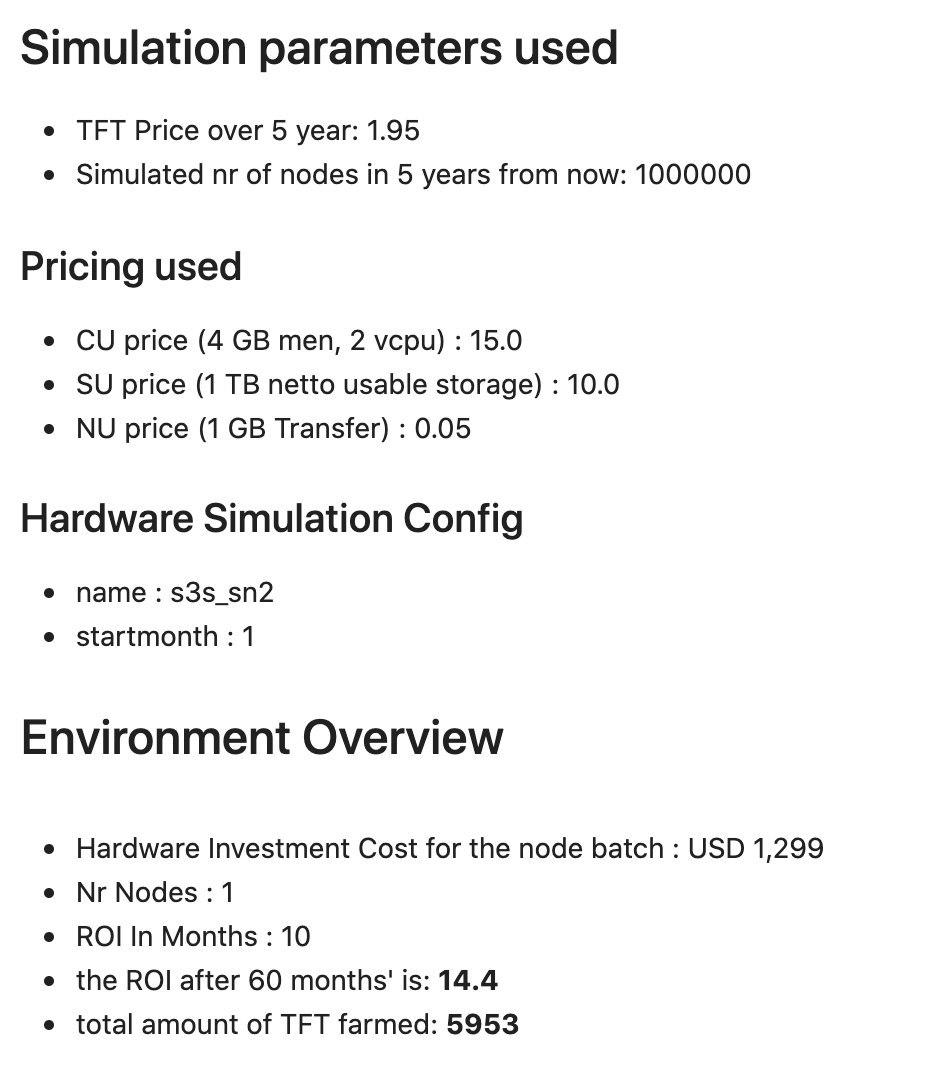 Simulation parameters used
• TFT Price over 5 year: 1.95
• Simulated nr of nodes in 5 years from now: 1000000
Pricing used
• CU price (4 GB men, 2 vcpu) : 15.0
• SU price (1 TB netto usable storage) : 10.0
• NU price (1 GB Transfer) : 0.05
Hardware Simulation Config
• name : s3s_sn2
• startmonth : 1
Environment Overview
• Hardware Investment Cost for the node batch : USD 1,299
• Nr Nodes : 1
• ROI In Months : 10
• the ROI after 60 months' is: 14.4
• total amount of TFT farmed: 5953